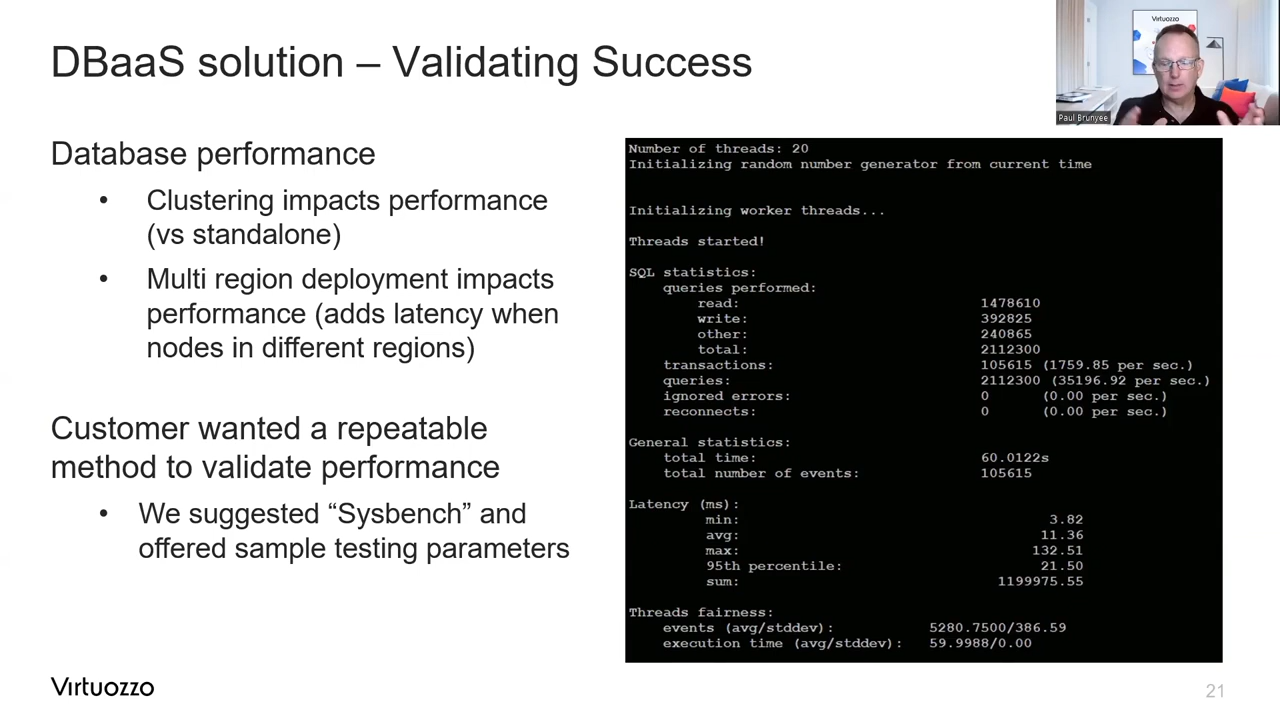 DBaaS solution – Validating Success
Virtuozzo
Paul Brunyee
Database performance
• Clustering impacts performance
(vs standalone)
• Multi region deployment impacts
performance (adds latency when
nodes in different regions)
Customer wanted a repeatable
method to validate performance
• We suggested “Sysbench” and
offered sample testing parameters
Number of threads: 20
Initializing random number generator from current time
Initializing worker threads...
Threads started!
SQL statistics:
queries performed:
read: 1478610
write: 392825
other: 240865
total: 2112300
transactions: 105615 (1759.85 per sec.)
queries: 2112300 (35196.92 per sec.)
ignored errors: 0 (0.00 per sec.)
reconnects: 0 (0.00 per sec.)
General statistics:
total time: 60.0122s
total number of events: 105615
Latency (ms):
min: 3.82
avg: 11.36
max: 132.51
95th percentile: 21.50
sum: 1199975.55
Threads fairness:
events (avg/stddev): 5280.7500/386.59
execution time (avg/stddev): 59.9988/0.00
Virtuozzo
21